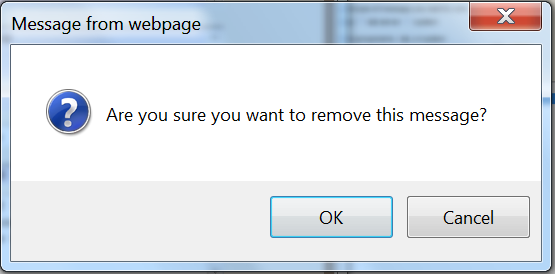 Message from webpage
Are you sure you want to remove this message?
OK
Cancel